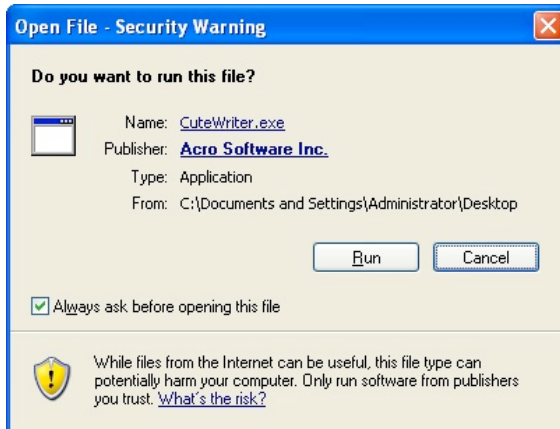 Open File - Security Warning
Do you want to run this file?
Name: CuteWriter.exe
Publisher: Acro Software Inc.
Type: Application
From: C:\Documents and Settings\Administrator\Desktop
Run Cancel
Always ask before opening this file
While files from the Internet can be useful, this file type can
potentially harm your computer. Only run software from publishers
you trust. What's the risk?